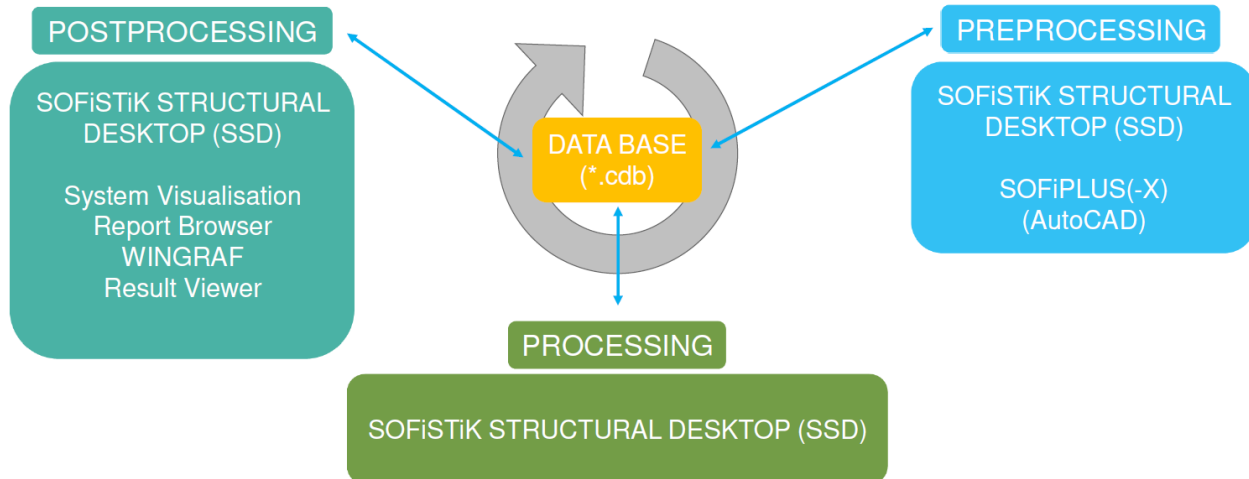 POSTPROCESSING
SOFiSTiK STRUCTURAL
DESKTOP (SSD)
System Visualisation
Report Browser
WINGRAF
Result Viewer
DATA BASE
(*.cdb)
PREPROCESSING
SOFiSTiK STRUCTURAL
DESKTOP (SSD)
SOFiPLUS(-X)
(AutoCAD)
PROCESSING
SOFiSTiK STRUCTURAL DESKTOP (SSD)